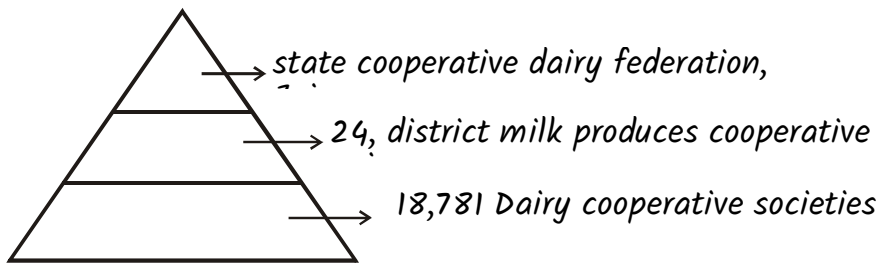 state cooperative dairy federation,
24, district milk produces cooperative
18,781 Dairy cooperative societies